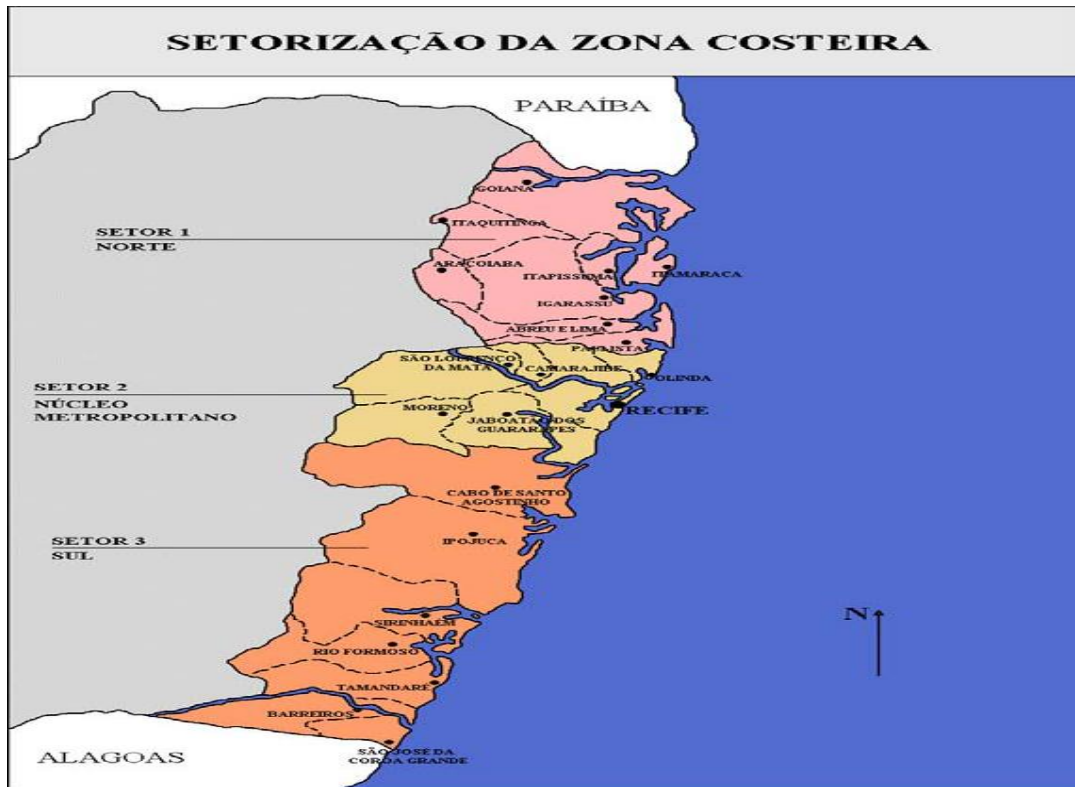 SETORIZAÇÃO DA ZONA COSTEIRA
PARAÍBA
GOIANA
ITAQUITINGA
SETOR 1
NORTE
ARAÇOIABA
ITAPISSUMA
ITAMARACA
IGARASSU
ABREU E LIMA
PAULISTA
SÃO LOURENÇO
DA MATA
CAMARAJIBE
OLINDA
SETOR 2
NÚCLEO
METROPOLITANO
MORENO
JABOATÃO DOS
GUARARAPES
RECIFE
CABO DE SANTO
AGOSTINHO
SETOR 3
SUL
IPOJUCA
N
SIRINHAÉM
RIO FORMOSO
TAMANDARÉ
BARREIROS
ALAGOAS
SÃO JOSÉ DA
COROA GRANDE